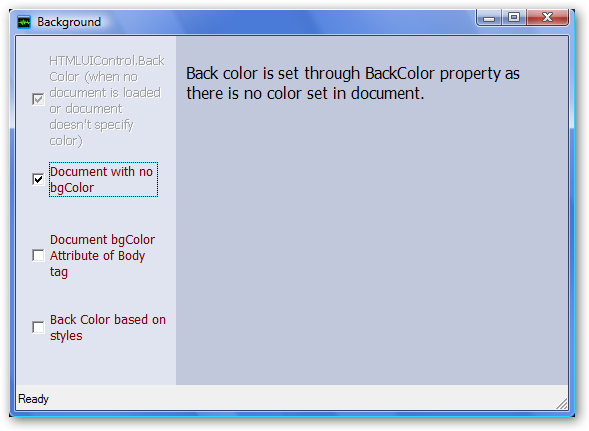 Background
HTMLUIControl.Back
Color (when no
document is loaded
or document
doesn't specify
color)
Document with no
bgColor
Document bgColor
Attribute of Body
tag
Back Color based on
styles
Back color is set through BackColor property as
there is no color set in document.
Ready